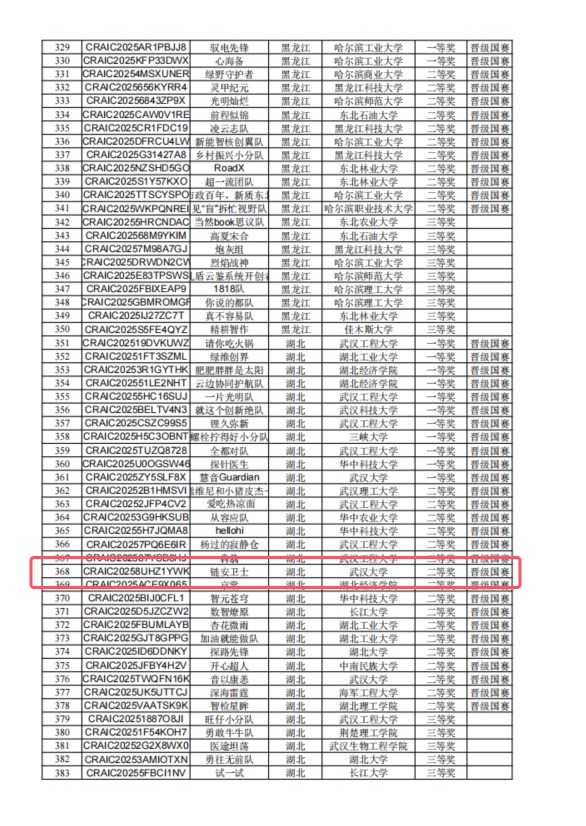 329 CRAIC2025AR1PBJJ8 驭电先锋 黑龙江 哈尔滨工业大学 一等奖 晋级国赛
330 CRAIC2025KFP33DWX 心海备 黑龙江 哈尔滨工业大学 一等奖 晋级国赛
331 CRAIC20254MSXUNER 绿野守护者 黑龙江 哈尔滨商业大学 二等奖 晋级国赛
332 CRAIC2025656KYRR4 灵甲纪元 黑龙江 黑龙江科技大学 二等奖 晋级国赛
333 CRAIC20256843ZP9X 光明灿烂 黑龙江 哈尔滨师范大学 二等奖 晋级国赛
334 CRAIC2025CAW0V1RE 前程似锦 黑龙江 东北石油大学 二等奖 晋级国赛
335 CRAIC2025CR1FDC19 凌云志队 黑龙江 黑龙江科技大学 二等奖 晋级国赛
336 CRAIC2025DFRCU4LW 新能智核创翼队 黑龙江 哈尔滨工业大学 二等奖 晋级国赛
337 CRAIC2025G31427A8 乡村振兴小分队 黑龙江 黑龙江科技大学 二等奖 晋级国赛
338 CRAIC2025NZSHD5GO RoadX 黑龙江 东北林业大学 二等奖 晋级国赛
339 CRAIC2025S1Y57KXO 超一流团队 黑龙江 东北林业大学 二等奖 晋级国赛
340 CRAIC2025TTSCYSPO 政百年,新质东北 黑龙江 哈尔滨工业大学 二等奖 晋级国赛
341 CRAIC2025WKPQNREI 见“盲”拆忙视野队 黑龙江 哈尔滨职业技术大学 二等奖 晋级国赛
342 CRAIC20255HRCNDAC 当然book思议队 黑龙江 东北农业大学 三等奖
343 CRAIC202568M9YKIM 高夏宋合 黑龙江 东北石油大学 三等奖
344 CRAIC20257M98A7GJ 炮灰组 黑龙江 黑龙江科技大学 三等奖
345 CRAIC2025DRWDN2CW 烈焰战神 黑龙江 哈尔滨工业大学 三等奖
346 CRAIC2025E83TPSWS 盾云鉴系统开创者 黑龙江 哈尔滨师范大学 三等奖
347 CRAIC2025FBIXEAP9 1818队 黑龙江 哈尔滨理工大学 三等奖
348 CRAIC2025GBMROMGF 你说的都队 黑龙江 哈尔滨理工大学 三等奖
349 CRAIC2025IJ27ZC7T 真不容易队 黑龙江 东北林业大学 三等奖
350 CRAIC2025S5FE4QYZ 精耕智作 黑龙江 佳木斯大学 三等奖
351 CRAIC202519DVKUWZ 请你吃火锅 湖北 武汉工程大学 一等奖 晋级国赛
352 CRAIC20251FT3SZML 绿维创界 湖北 湖北工业大学 一等奖 晋级国赛
353 CRAIC20253R1GYTHK 肥肥胖胖是太阳 湖北 湖北经济学院 一等奖 晋级国赛
354 CRAIC202551LE2NHT 云边协同护航队 湖北 湖北经济学院 一等奖 晋级国赛
355 CRAIC20255HC16SUJ 一片光明队 湖北 武汉工程大学 一等奖 晋级国赛
356 CRAIC2025BELTV4N3 就这个创新绝队 湖北 武汉科技大学 一等奖 晋级国赛
357 CRAIC2025CSZC99S5 锂久弥新 湖北 武汉工程大学 一等奖 晋级国赛
358 CRAIC2025H5C3OBNT 螺栓拧得好小分队 湖北 三峡大学 一等奖 晋级国赛
359 CRAIC2025TUZQ8728 全都对队 湖北 武汉工程大学 一等奖 晋级国赛
360 CRAIC2025U0OGSW46 探针医生 湖北 华中科技大学 一等奖 晋级国赛
361 CRAIC2025ZY5SLF8X 慧音Guardian 湖北 武汉大学 一等奖 晋级国赛
362 CRAIC20252B1HMSVI 维尼和小猪皮杰 湖北 武汉理工大学 二等奖 晋级国赛
363 CRAIC20252JFP4CV2 爱吃热凉面 湖北 武汉工程大学 二等奖 晋级国赛
364 CRAIC20253G9HKSUB 从容应队 湖北 华中农业大学 二等奖 晋级国赛
365 CRAIC20255H7JQMA8 hellohi 湖北 华中科技大学 二等奖 晋级国赛
366 CRAIC20257PQ6E6IR 杨过的寂静仓 湖北 武汉工程大学 二等奖 晋级国赛
367 湖北 武汉工程大学 二等奖 晋级国赛
368 CRAIC20258UHZ1YWK 链安卫士 湖北 武汉大学 二等奖 晋级国赛
369 CRAIC2025ACF9X065 湖北 湖北经济学院 二等奖 晋级国赛
370 CRAIC2025BIJ0CFL1 智元苍穹 湖北 华中科技大学 二等奖 晋级国赛
371 CRAIC2025D5JZCZW2 数智燎原 湖北 长江大学 二等奖 晋级国赛
372 CRAIC2025FBUMLAYB 杏花微雨 湖北 湖北工业大学 二等奖 晋级国赛
373 CRAIC2025GJT8GPPG 加油就能做队 湖北 湖北工业大学 二等奖 晋级国赛
374 CRAIC2025ID6DDNKY 探路先锋 湖北 湖北大学 二等奖 晋级国赛
375 CRAIC2025JFBY4H2V 开心超人 湖北 中南民族大学 二等奖 晋级国赛
376 CRAIC2025TWQFN16K 音以康恙 湖北 武汉大学 二等奖 晋级国赛
377 CRAIC2025UK5UTTCJ 深海雷霆 湖北 海军工程大学 二等奖 晋级国赛
378 CRAIC2025VAATSK9K 智检星眸 湖北 湖北理工学院 二等奖 晋级国赛
379 CRAIC20251887O8JI 旺仔小分队 湖北 武汉工程大学 三等奖
380 CRAIC20251F54KOH7 勇敢牛牛队 湖北 荆楚理工学院 三等奖
381 CRAIC20252G2X8WX0 医途坦荡 湖北 武汉生物工程学院 三等奖
382 CRAIC20253AMIOTXN 勇往无前队 湖北 湖北大学 三等奖
383 CRAIC20255FBCI1NV 试一试 湖北 长江大学 三等奖